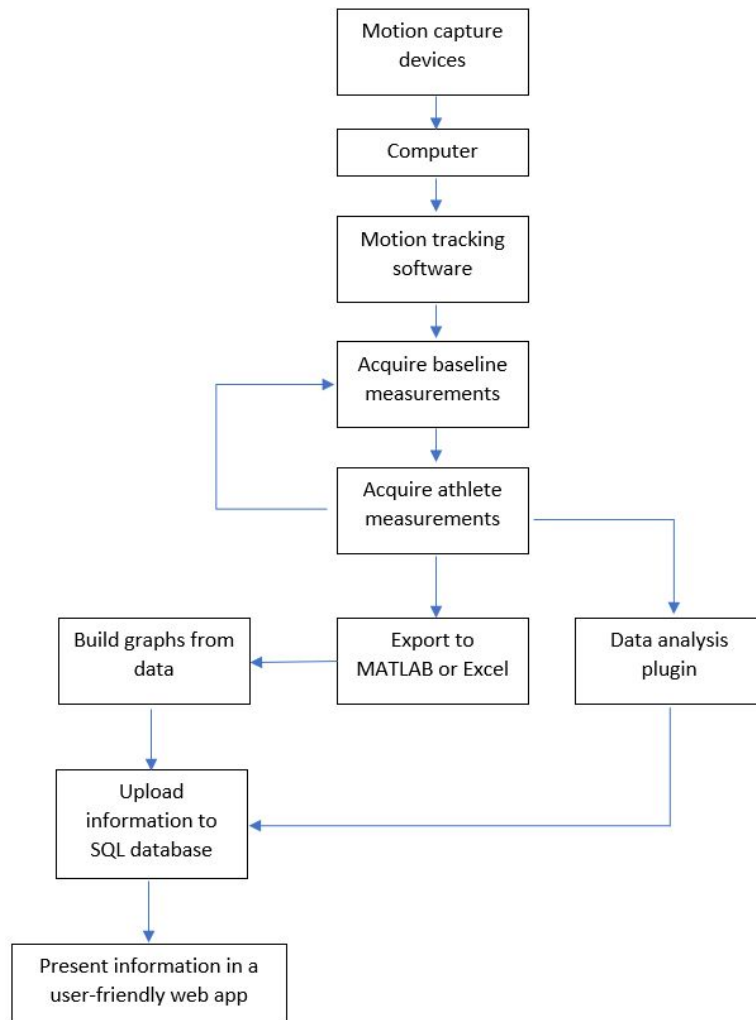 Motion capture
devices
Computer
Motion tracking
software
Acquire baseline
measurements
Acquire athlete
measurements
Build graphs from
data
Export to
MATLAB or Excel
Data analysis
plugin
Upload
information to
SQL database
Present information in a
user-friendly web app